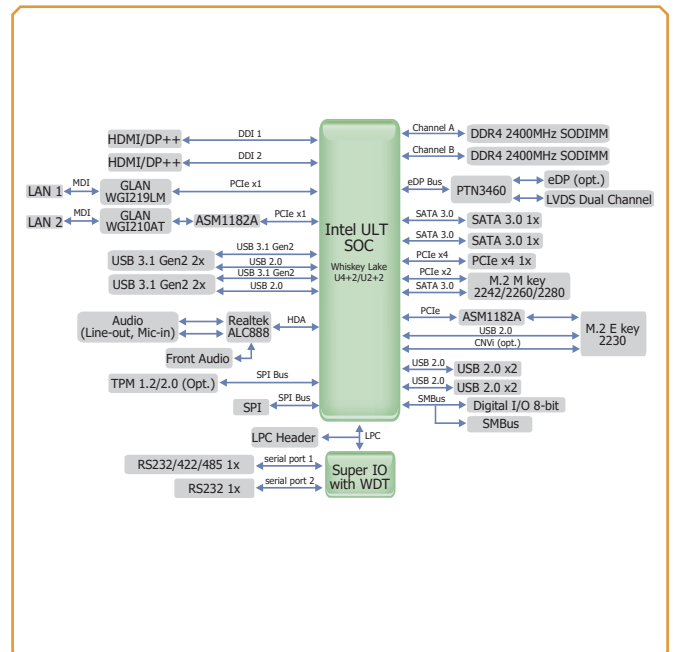 HDMI/DP++
DDI 1
HDMI/DP++
DDI 2
LAN 1
MDI
GLAN
WGI219LM
PCIe x1
LAN 2
MDI
GLAN
WGI210AT
ASM1182A
PCIe x1
USB 3.1 Gen2 2x
USB 3.1 Gen2
USB 2.0
USB 3.1 Gen2 2x
USB 3.1 Gen2
USB 2.0
Audio
(Line-out, Mic-in)
Realtek
ALC888
HDA
Front Audio
TPM 1.2/2.0 (Opt.)
SPI Bus
SPI
SPI Bus
Intel ULT
SOC
Whiskey Lake
U4+2/U2+2
Channel A
DDR4 2400MHz SODIMM
Channel B
DDR4 2400MHz SODIMM
eDP Bus
PTN3460
eDP (opt.)
LVDS Dual Channel
SATA 3.0
SATA 3.0 1x
SATA 3.0
SATA 3.0 1x
PCIe x4
PCIe x4 1x
PCIe x2
SATA 3.0
M.2 M key
2242/2260/2280
PCIe
ASM1182A
USB 2.0
CNVi (opt.)
M.2 E key
2230
USB 2.0
USB 2.0 x2
USB 2.0
USB 2.0 x2
SMBus
Digital I/O 8-bit
SMBus
LPC Header
LPC
RS232/422/485 1x
serial port 1
RS232 1x
serial port 2
Super IO
with WDT